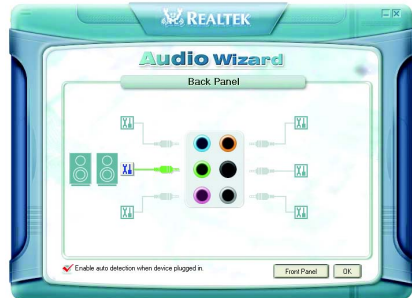 REALTEK
Audio Wizard
Back Panel
Enable auto detection when device plugged in.
Front Panel
OK